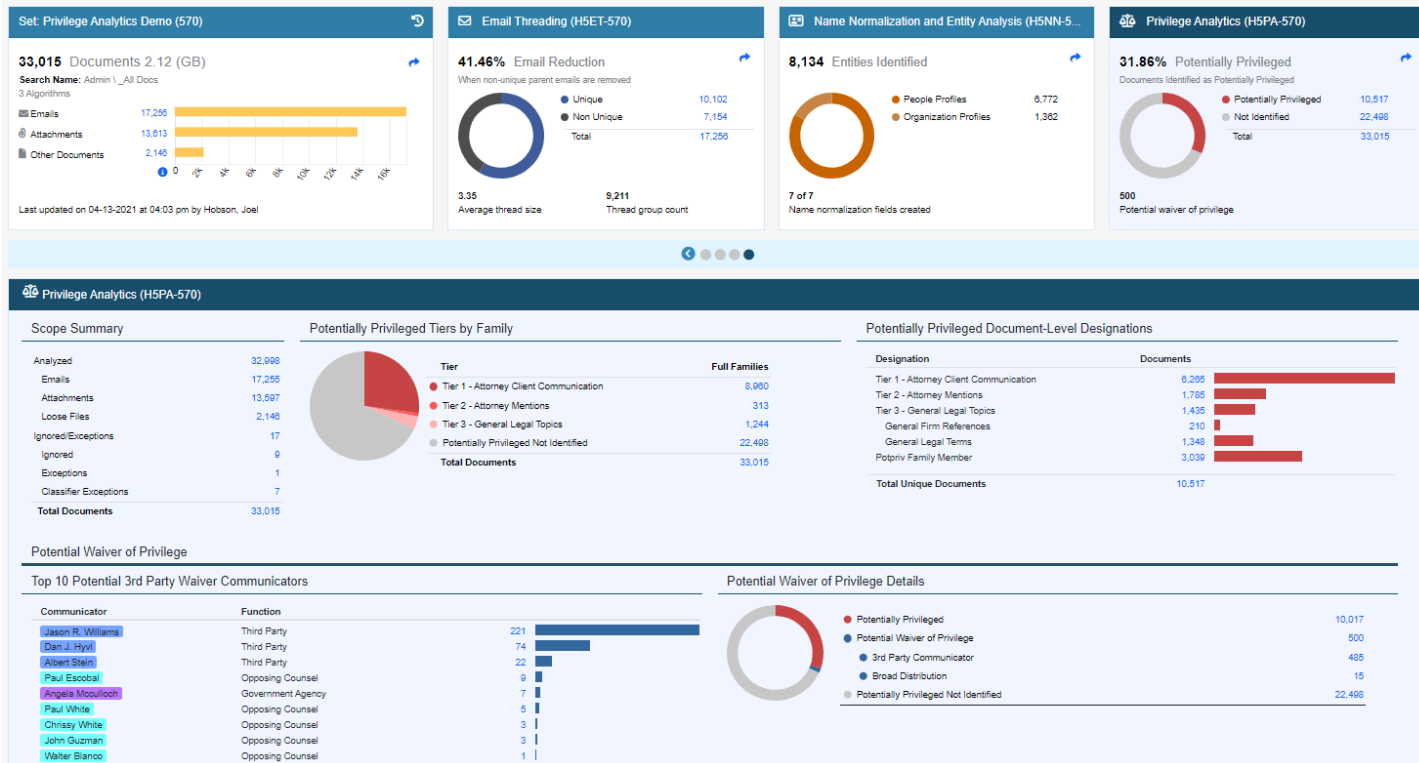 Set: Privilege Analytics Demo (570)
33,015 Documents 2.12 (GB)
Search Name: Admin \ _All Docs
3 Algorithms
Emails 17,256
Attachments 13,613
Other Documents 2,146
0 2k 4k 6k 8k 10k 12k 14k 16k
Last updated on 04-13-2021 at 04:03 pm by Hobson, Joel
Email Threading (H5ET-570)
41.46% Email Reduction
When non-unique parent emails are removed
Unique 10,102
Non Unique 7,154
Total 17,256
3.35 9,211
Average thread size Thread group count
Name Normalization and Entity Analysis (H5NN-5...
8,134 Entities Identified
People Profiles 6,772
Organization Profiles 1,362
7 of 7
Name normalization fields created
Privilege Analytics (H5PA-570)
31.86% Potentially Privileged
Documents Identified as Potentially Privileged
Potentially Privileged 10,517
Not Identified 22,498
Total 33,015
500
Potential waiver of privilege
Privilege Analytics (H5PA-570)
Scope Summary
Analyzed 32,998
Emails 17,255
Attachments 13,597
Loose Files 2,146
Ignored/Exceptions 17
Ignored 9
Exceptions 1
Classifier Exceptions 7
Total Documents 33,015
Potentially Privileged Tiers by Family
Tier Full Families
Tier 1 - Attorney Client Communication 8,960
Tier 2 - Attorney Mentions 313
Tier 3 - General Legal Topics 1,244
Potentially Privileged Not Identified 22,498
Total Documents 33,015
Potentially Privileged Document-Level Designations
Designation Documents
Tier 1 - Attorney Client Communication 6,265
Tier 2 - Attorney Mentions 1,785
Tier 3 - General Legal Topics 1,435
General Firm References 210
General Legal Terms 1,348
Potpriv Family Member 3,039
Total Unique Documents 10,517
Potential Waiver of Privilege
Top 10 Potential 3rd Party Waiver Communicators
Communicator Function
Jason R. Williams Third Party 221
Dan J. Hyvl Third Party 74
Albert Stein Third Party 22
Paul Escobal Opposing Counsel 9
Angela Mcculloch Government Agency 7
Paul White Opposing Counsel 5
Chrissy White Opposing Counsel 3
John Guzman Opposing Counsel 3
Walter Blanco Opposing Counsel 1
Potential Waiver of Privilege Details
Potentially Privileged 10,017
Potential Waiver of Privilege 500
3rd Party Communicator 485
Broad Distribution 15
Potentially Privileged Not Identified 22,498